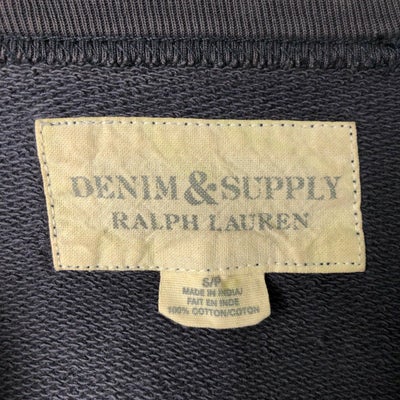 DENIM & SUPPLY
RALPH LAUREN
S/P
MADE IN INDIA/
FAIT EN INDE
100% COTTON/COTON